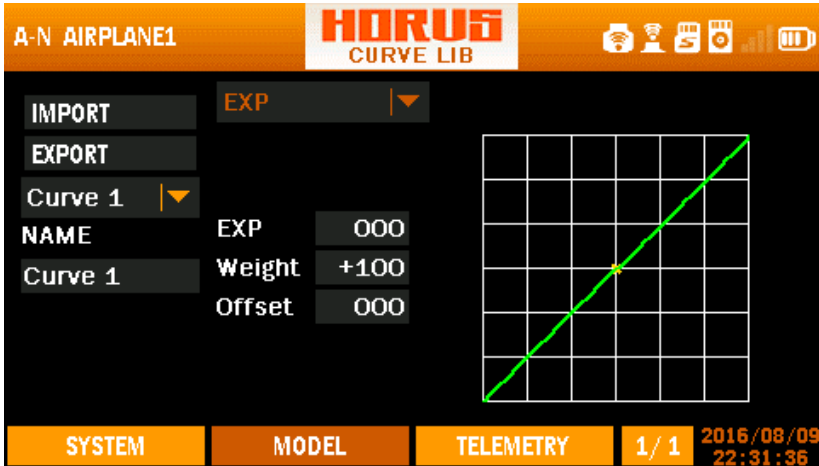 A-N AIRPLANE1
HORUS
CURVE LIB
IMPORT
EXP
EXPORT
Curve 1
NAME
EXP 000
Curve 1
Weight +100
Offset 000
SYSTEM
MODEL
TELEMETRY
1/1
2016/08/09
22:31:36